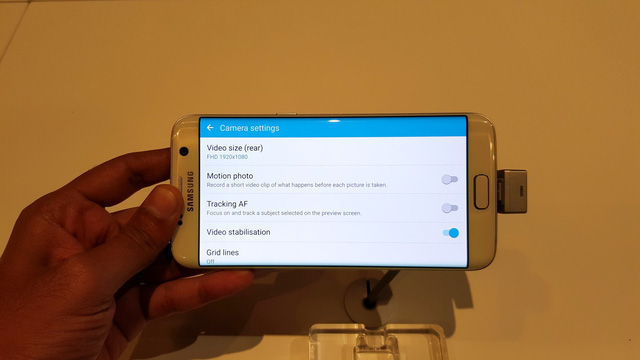 Camera settings
Video size (rear)
FHD 1920x1080
Motion photo
Record a short video clip of what happens before each picture is taken.
Tracking AF
Focus on and track a subject selected on the preview screen.
Video stabilisation
Grid lines
Off
SAMSUNG